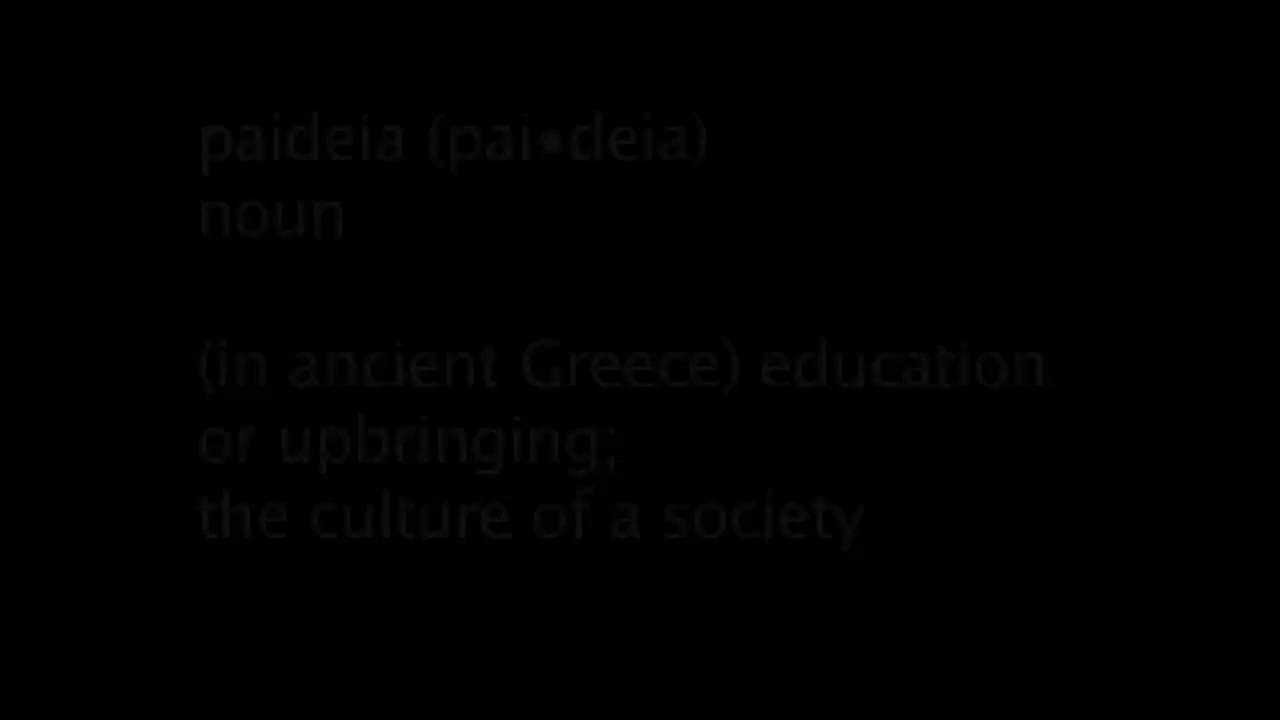 paideia (pai•deia)
noun
(in ancient Greece) education
or upbringing;
the culture of a society